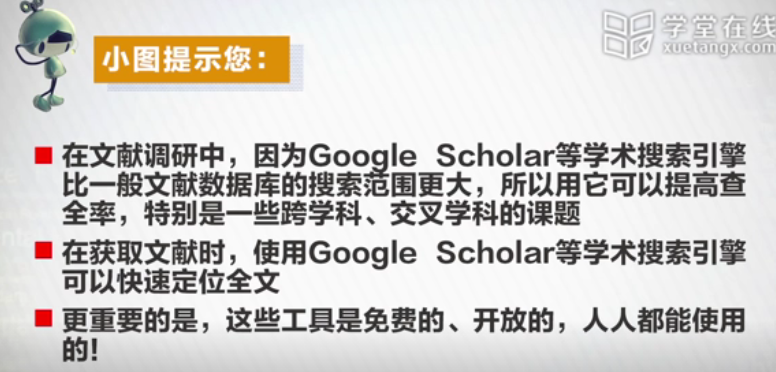 学堂在线
xuetangx.com
小图提示您：
在文献调研中，因为Google Scholar等学术搜索引擎
比一般文献数据库的搜索范围更大，所以用它可以提高查
全率，特别是一些跨学科、交叉学科的课题
在获取文献时，使用Google Scholar等学术搜索引擎
可以快速定位全文
更重要的是，这些工具是免费的、开放的，人人都能使用
的！